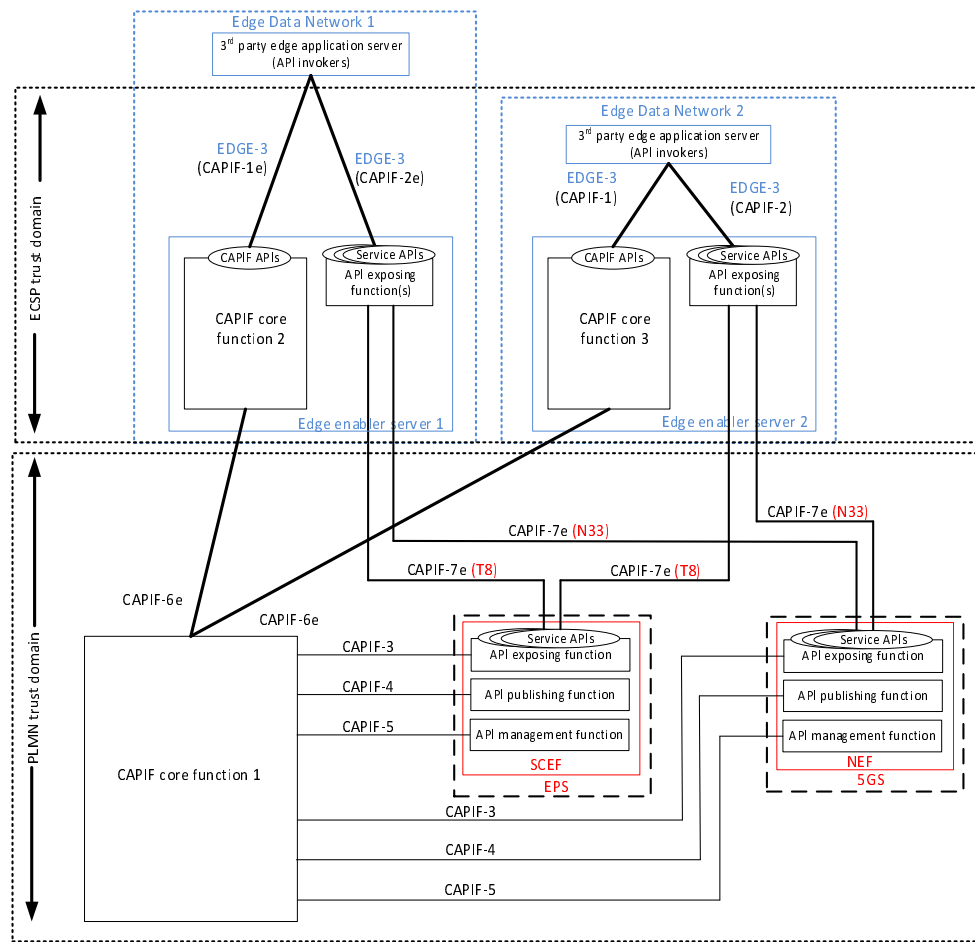 Edge Data Network 1
3rd party edge application server
(API invokers)
Edge Data Network 2
3rd party edge application server
(API invokers)
EDGE-3
(CAPIF-1e)
EDGE-3
(CAPIF-2e)
EDGE-3
(CAPIF-1)
EDGE-3
(CAPIF-2)
ECSP trust domain
CAPIF APIs
Service APIs
API exposing
function(s)
CAPIF core
function 2
Edge enabler server 1
CAPIF APIs
Service APIs
API exposing
function(s)
CAPIF core
function 3
Edge enabler server 2
PLMN trust domain
CAPIF-7e (N33)
CAPIF-7e (N33)
CAPIF-7e (T8)
CAPIF-7e (T8)
CAPIF-6e
CAPIF-6e
CAPIF core function 1
CAPIF-3
CAPIF-4
CAPIF-5
Service APIs
API exposing function
API publishing function
API management function
SCEF
EPS
Service APIs
API exposing function
API publishing function
API management function
NEF
5GS
CAPIF-3
CAPIF-4
CAPIF-5